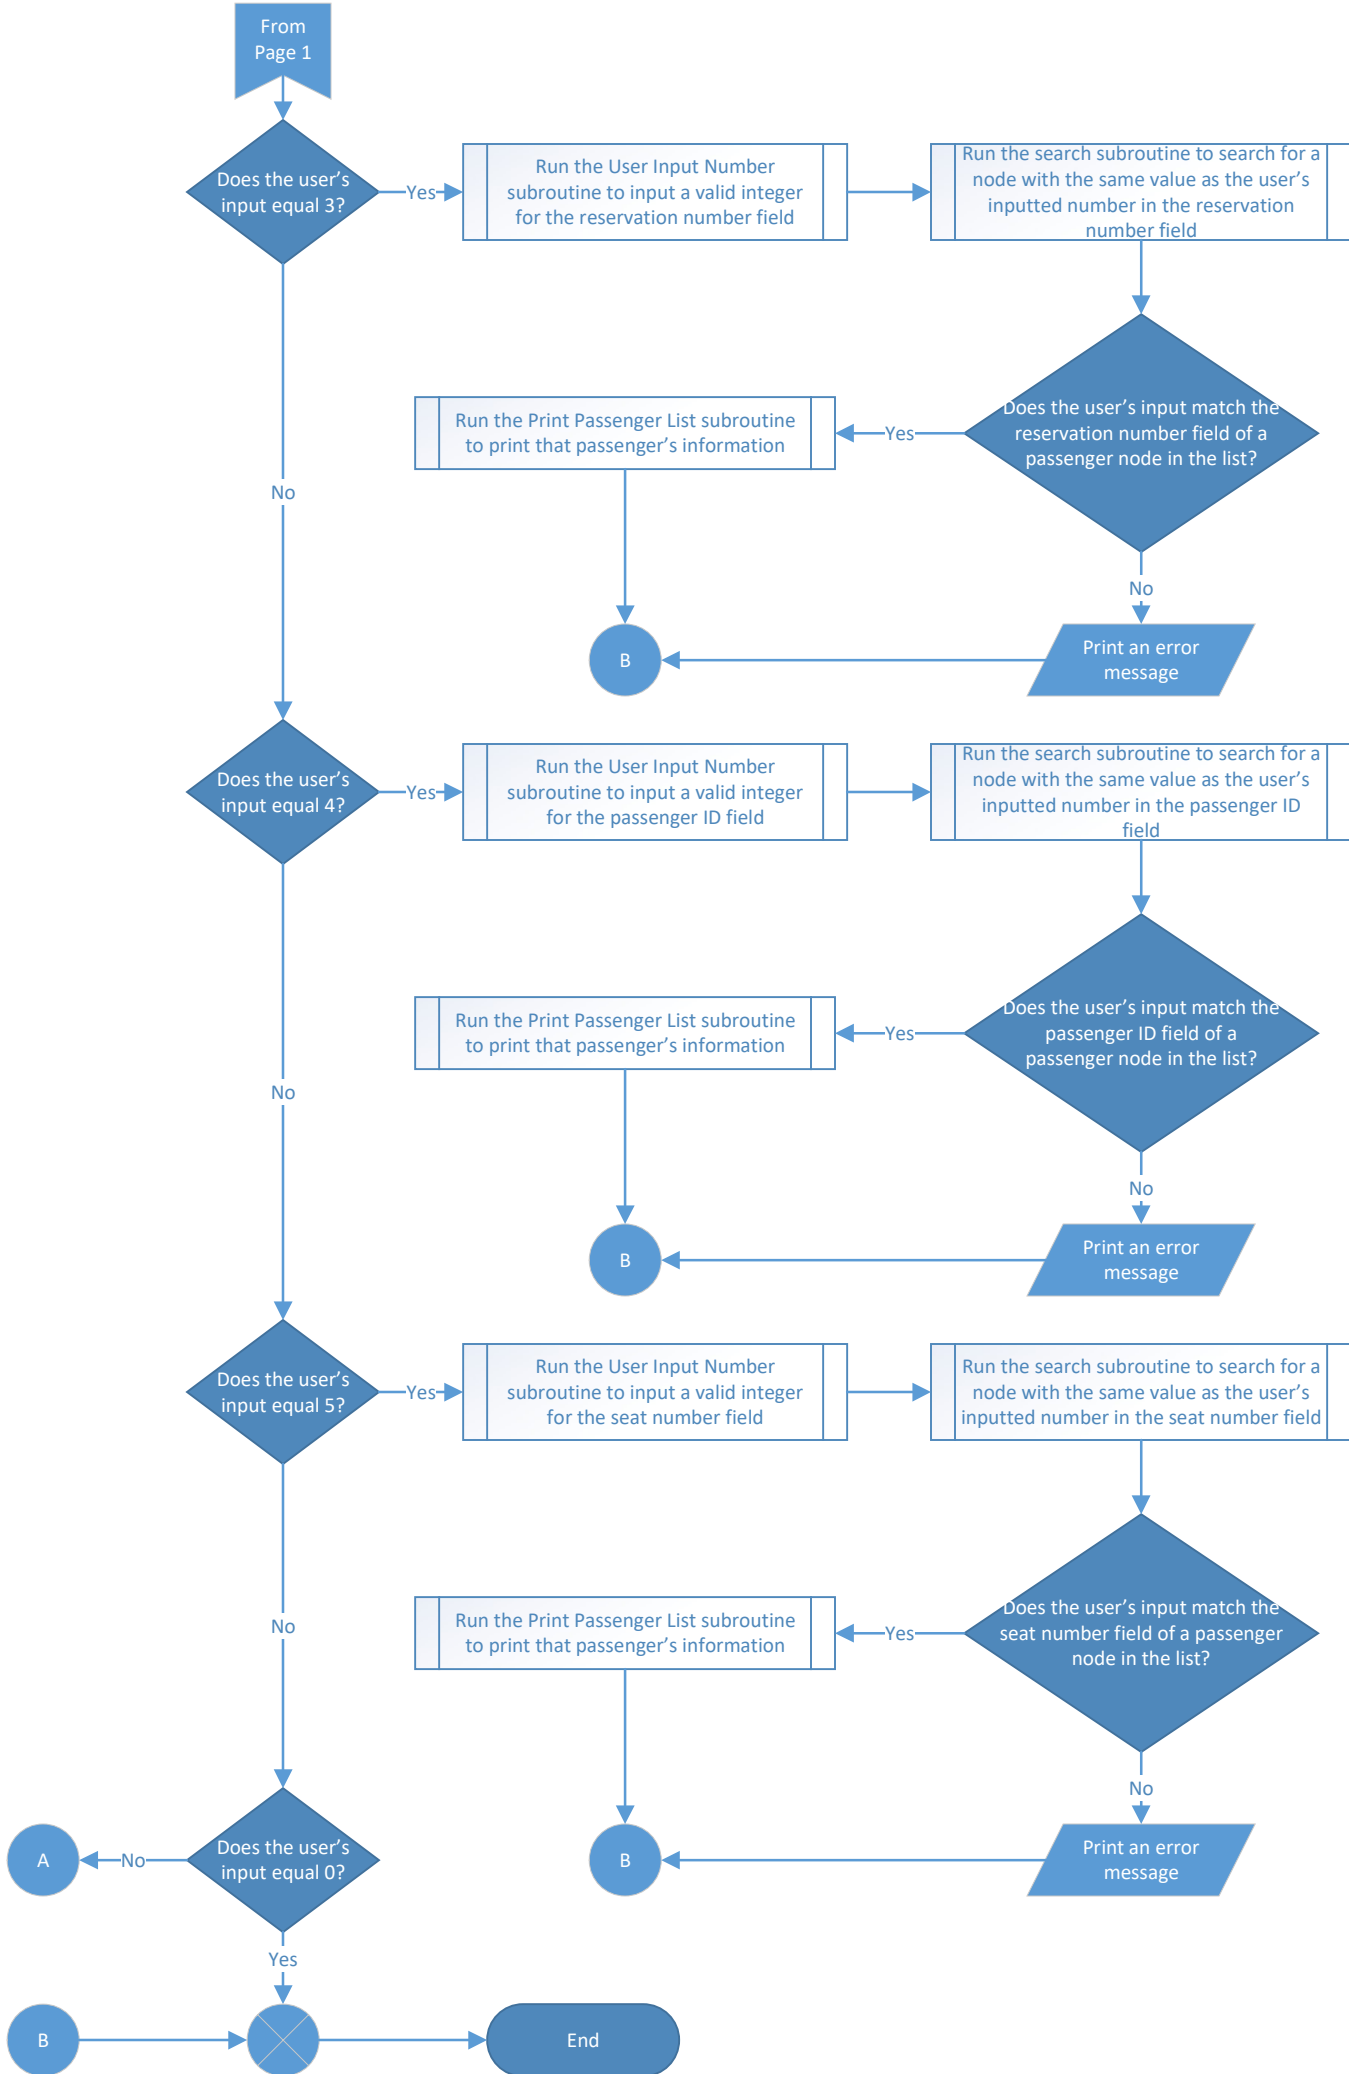 From
Page 1
Does the user's
input equal 3?
Yes
Run the User Input Number
subroutine to input a valid integer
for the reservation number field
Run the search subroutine to search for a
node with the same value as the user's
inputted number in the reservation
number field
Does the user's input match the
reservation number field of a
passenger node in the list?
Yes
Run the Print Passenger List subroutine
to print that passenger's information
No
No
Print an error
message
B
Does the user's
input equal 4?
Yes
Run the User Input Number
subroutine to input a valid integer
for the passenger ID field
Run the search subroutine to search for a
node with the same value as the user's
inputted number in the passenger ID
field
Does the user's input match the
passenger ID field of a
passenger node in the list?
Yes
Run the Print Passenger List subroutine
to print that passenger's information
No
No
Print an error
message
B
Does the user's
input equal 5?
Yes
Run the User Input Number
subroutine to input a valid integer
for the seat number field
Run the search subroutine to search for a
node with the same value as the user's
inputted number in the seat number field
Does the user's input match the
seat number field of a passenger
node in the list?
Yes
Run the Print Passenger List subroutine
to print that passenger's information
No
No
Print an error
message
B
Does the user's
input equal 0?
No
A
Yes
B
End